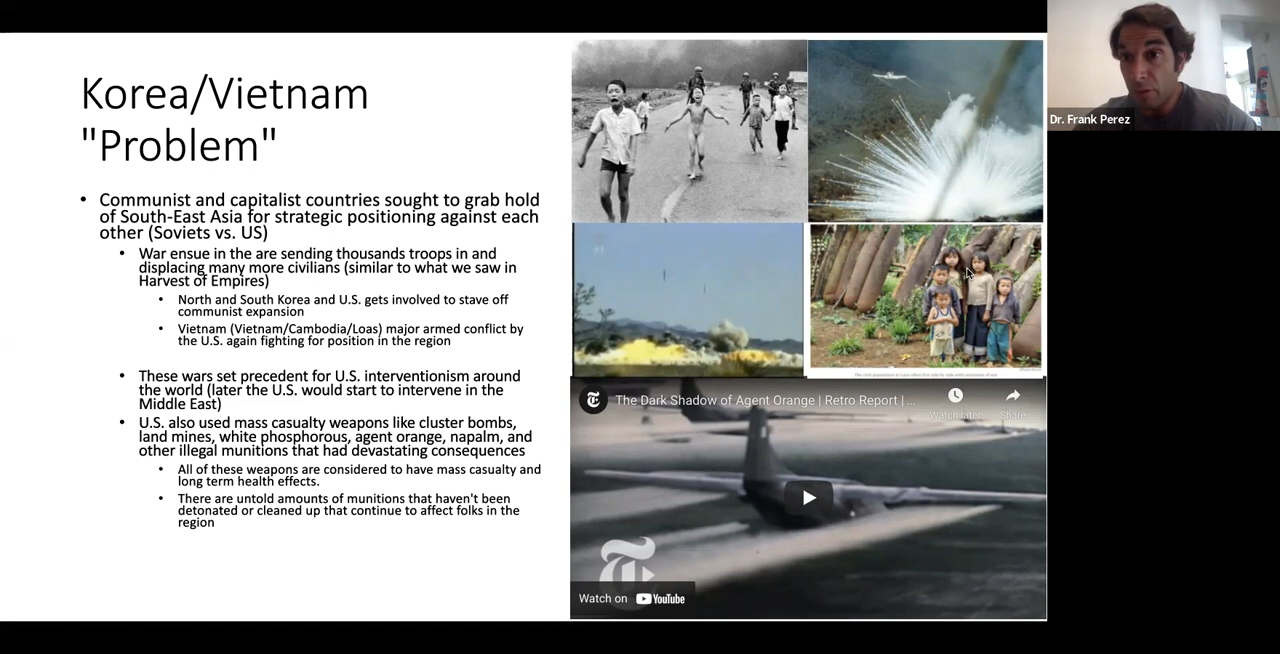 Korea/Vietnam
"Problem"
• Communist and capitalist countries sought to grab hold
of South-East Asia for strategic positioning against each
other (Soviets vs. US)
• War ensue in the are sending thousands troops in and
displacing many more civilians (similar to what we saw in
Harvest of Empires)
• North and South Korea and U.S. gets involved to stave off
communist expansion
• Vietnam (Vietnam/Cambodia/Loas) major armed conflict by
the U.S. again fighting for position in the region
• These wars set precedent for U.S. interventionism around
the world (later the U.S. would start to intervene in the
Middle East)
• U.S. also used mass casualty weapons like cluster bombs,
land mines, white phosphorous, agent orange, napalm, and
other illegal munitions that had devastating consequences
• All of these weapons are considered to have mass casualty and
long term health effects.
• There are untold amounts of munitions that haven't been
detonated or cleaned up that continue to affect folks in the
region
The Dark Shadow of Agent Orange | Retro Report | ...
Watch later
Share
Watch on YouTube
Dr. Frank Perez